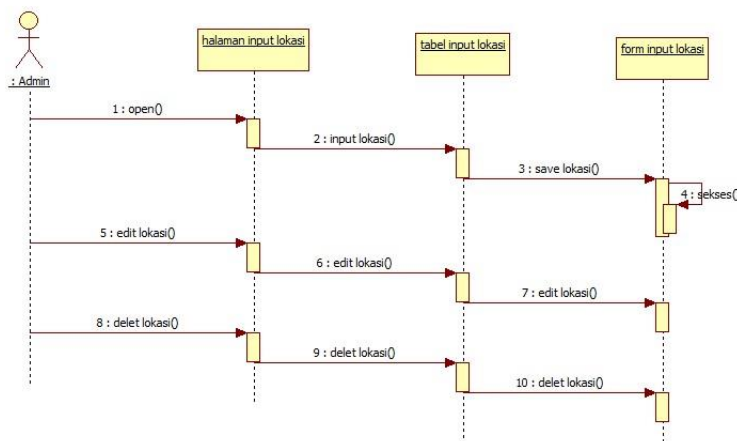 halaman input lokasi
tabel input lokasi
form input lokasi
: Admin
1 : open()
2 : input lokasi()
3 : save lokasi()
4 : sekses()
5 : edit lokasi()
6 : edit lokasi()
7 : edit lokasi()
8 : delet lokasi()
9 : delet lokasi()
10 : delet lokasi()